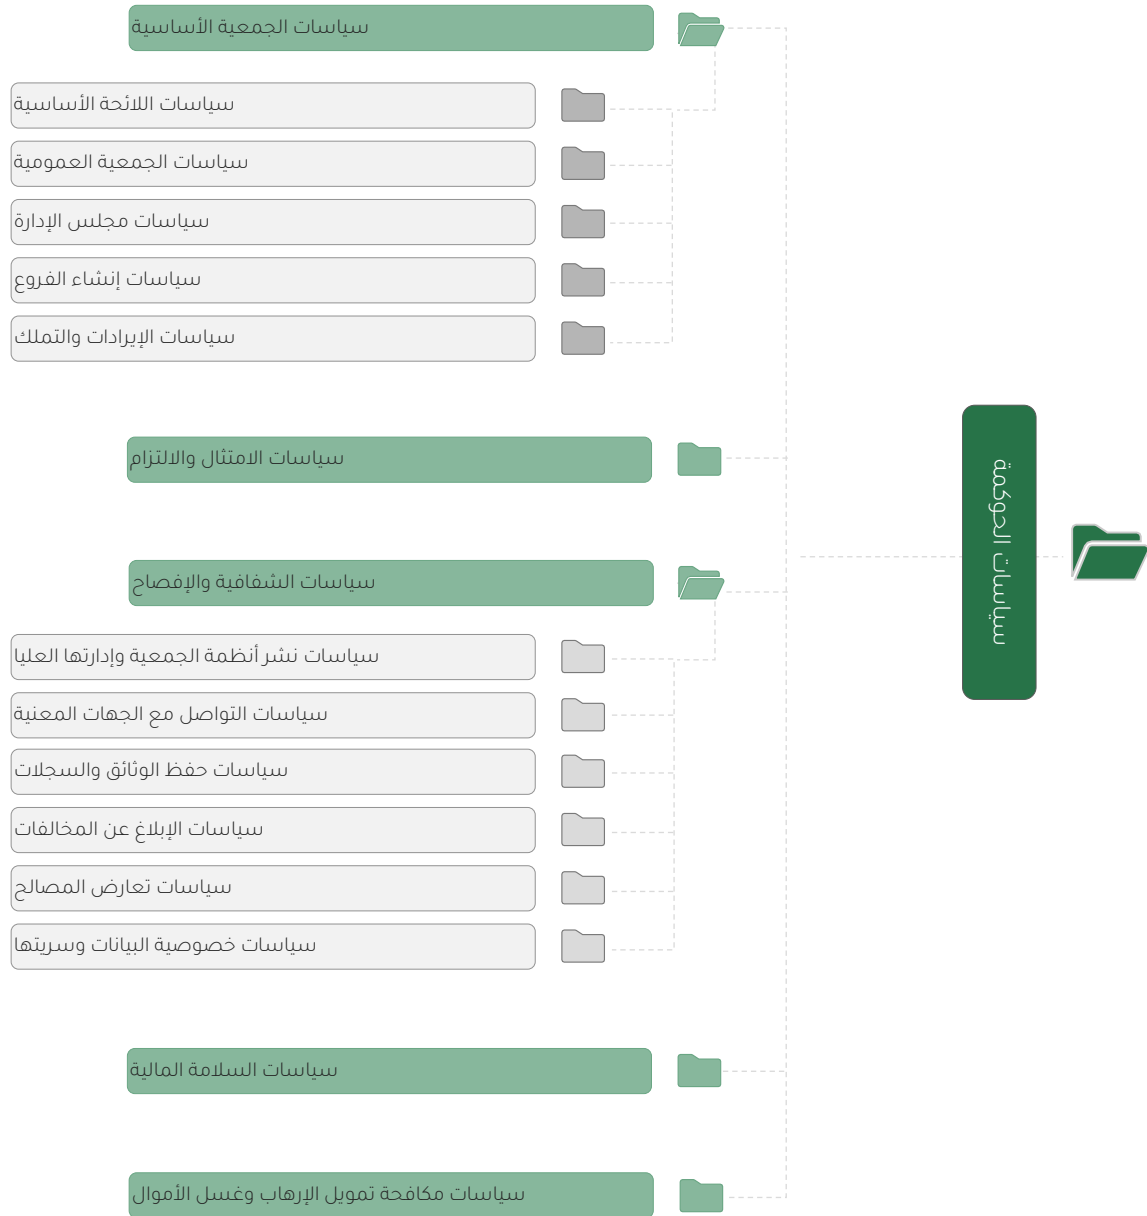 سياسات الحوكمة
سياسات الجمعية الأساسية
سياسات اللائحة الأساسية
سياسات الجمعية العمومية
سياسات مجلس الإدارة
سياسات إنشاء الفروع
سياسات الإيرادات والتملك
سياسات الامتثال والالتزام
سياسات الشفافية والإفصاح
سياسات نشر أنظمة الجمعية وإدارتها العليا
سياسات التواصل مع الجهات المعنية
سياسات حفظ الوثائق والسجلات
سياسات الإبلاغ عن المخالفات
سياسات تعارض المصالح
سياسات خصوصية البيانات وسريتها
سياسات السلامة المالية
سياسات مكافحة تمويل الإرهاب وغسل الأموال